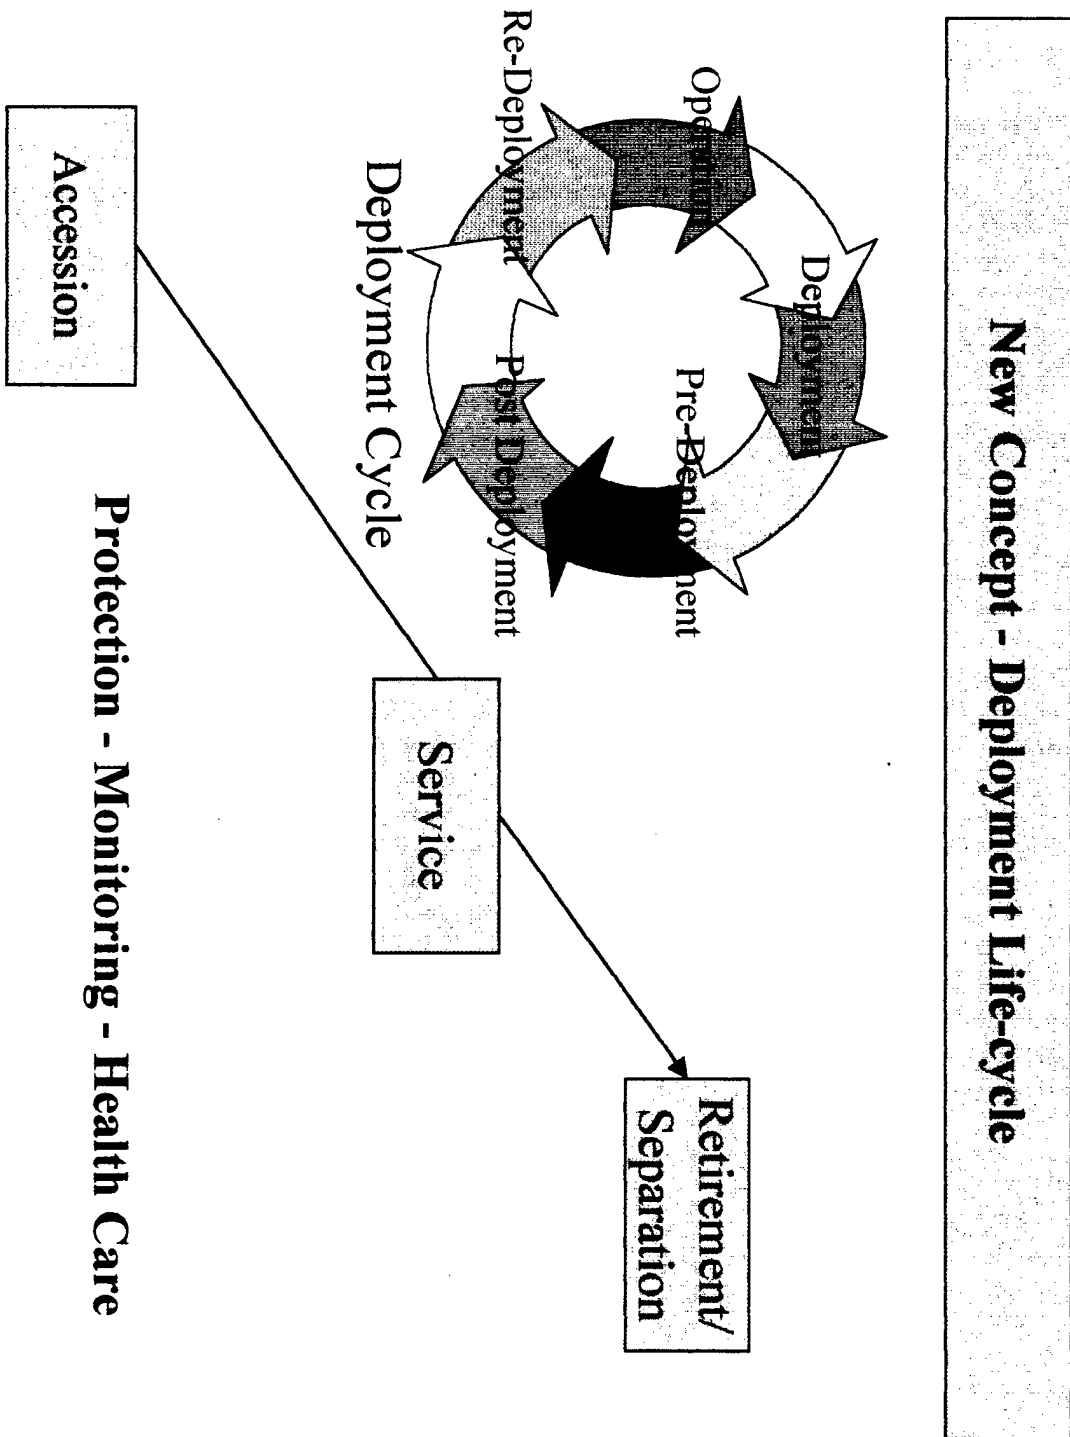 New Concept - Deployment Life-cycle
Deployment
Pre-Deployment
Re-Deployment
Post Deployment
Deployment Cycle
Retirement/
Separation
Service
Accession
Protection - Monitoring - Health Care